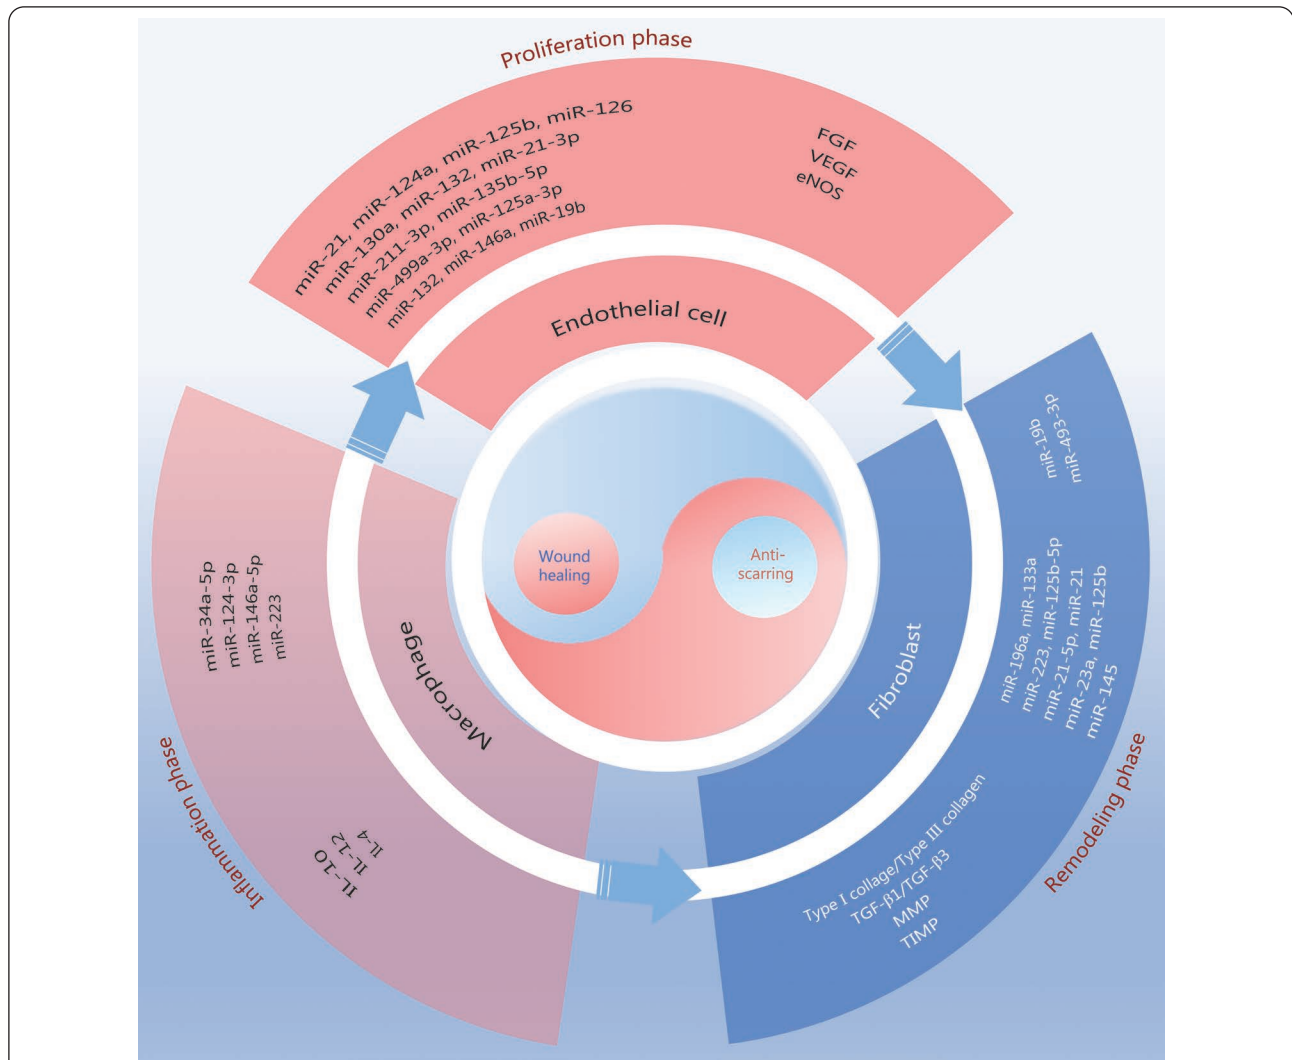 Proliferation phase
miR-21, miR-124a, miR-125b, miR-126
miR-130a, miR-132, miR-21-3p
miR-211-3p, miR-135b-5p
miR-499a-3p, miR-125a-3p
miR-132, miR-146a, miR-19b
FGF
VEGF
eNOS
Endothelial cell
miR-19b
miR-493-3p
miR-196a, miR-133a
miR-223, miR-125b-5p
miR-21-5p, miR-21
miR-23a, miR-125b
miR-145
Fibroblast
Type I collage/Type III collagen
TGF-β1/TGF-β3
MMP
TIMP
Remodeling phase
miR-34a-5p
miR-124-3p
miR-146a-5p
miR-223
Macrophage
IL-10
IL-12
IL-4
Inflammation phase
Wound
healing
Anti-
scarring